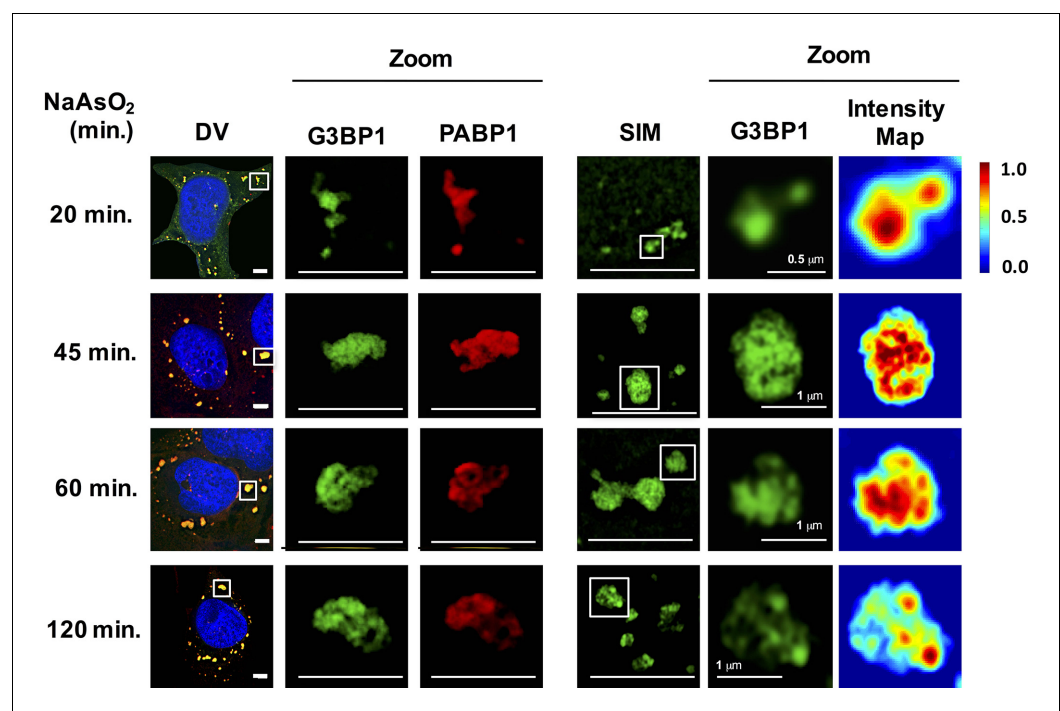 Zoom
Zoom
NaAsO₂
(min.)
DV
G3BP1
PABP1
SIM
G3BP1
Intensity
Map
20 min.
0.5 μm
1.0
0.5
0.0
45 min.
1 μm
60 min.
1 μm
120 min.
1 μm